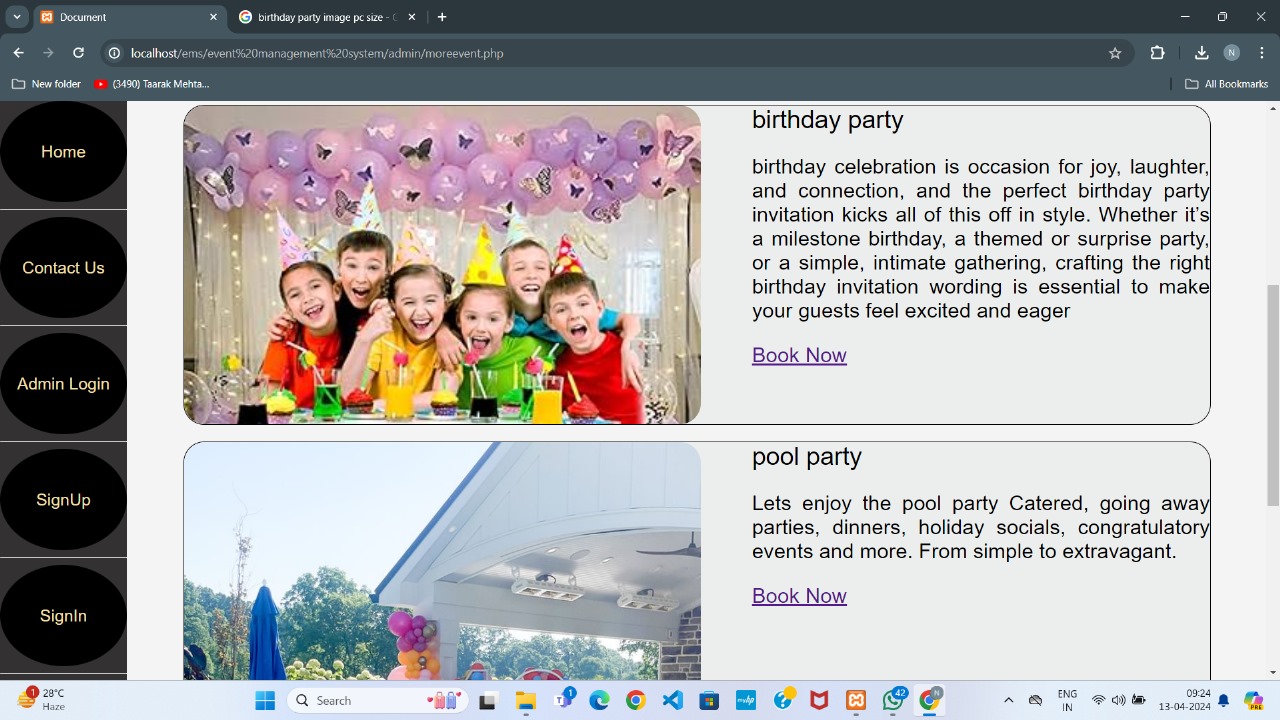 Document
birthday party image pc size - G
localhost/ems/event%20management%20system/admin/moreevent.php
N
New folder
(3490) Taarak Mehta...
All Bookmarks
Home
Contact Us
Admin Login
SignUp
SignIn
birthday party
birthday celebration is occasion for joy, laughter,
and connection, and the perfect birthday party
invitation kicks all of this off in style. Whether it’s
a milestone birthday, a themed or surprise party,
or a simple, intimate gathering, crafting the right
birthday invitation wording is essential to make
your guests feel excited and eager
Book Now
pool party
Lets enjoy the pool party Catered, going away
parties, dinners, holiday socials, congratulatory
events and more. From simple to extravagant.
Book Now
1
28°C
Haze
Search
1
myhp
42
N
ENG
IN
09:24
13-04-2024
PRE